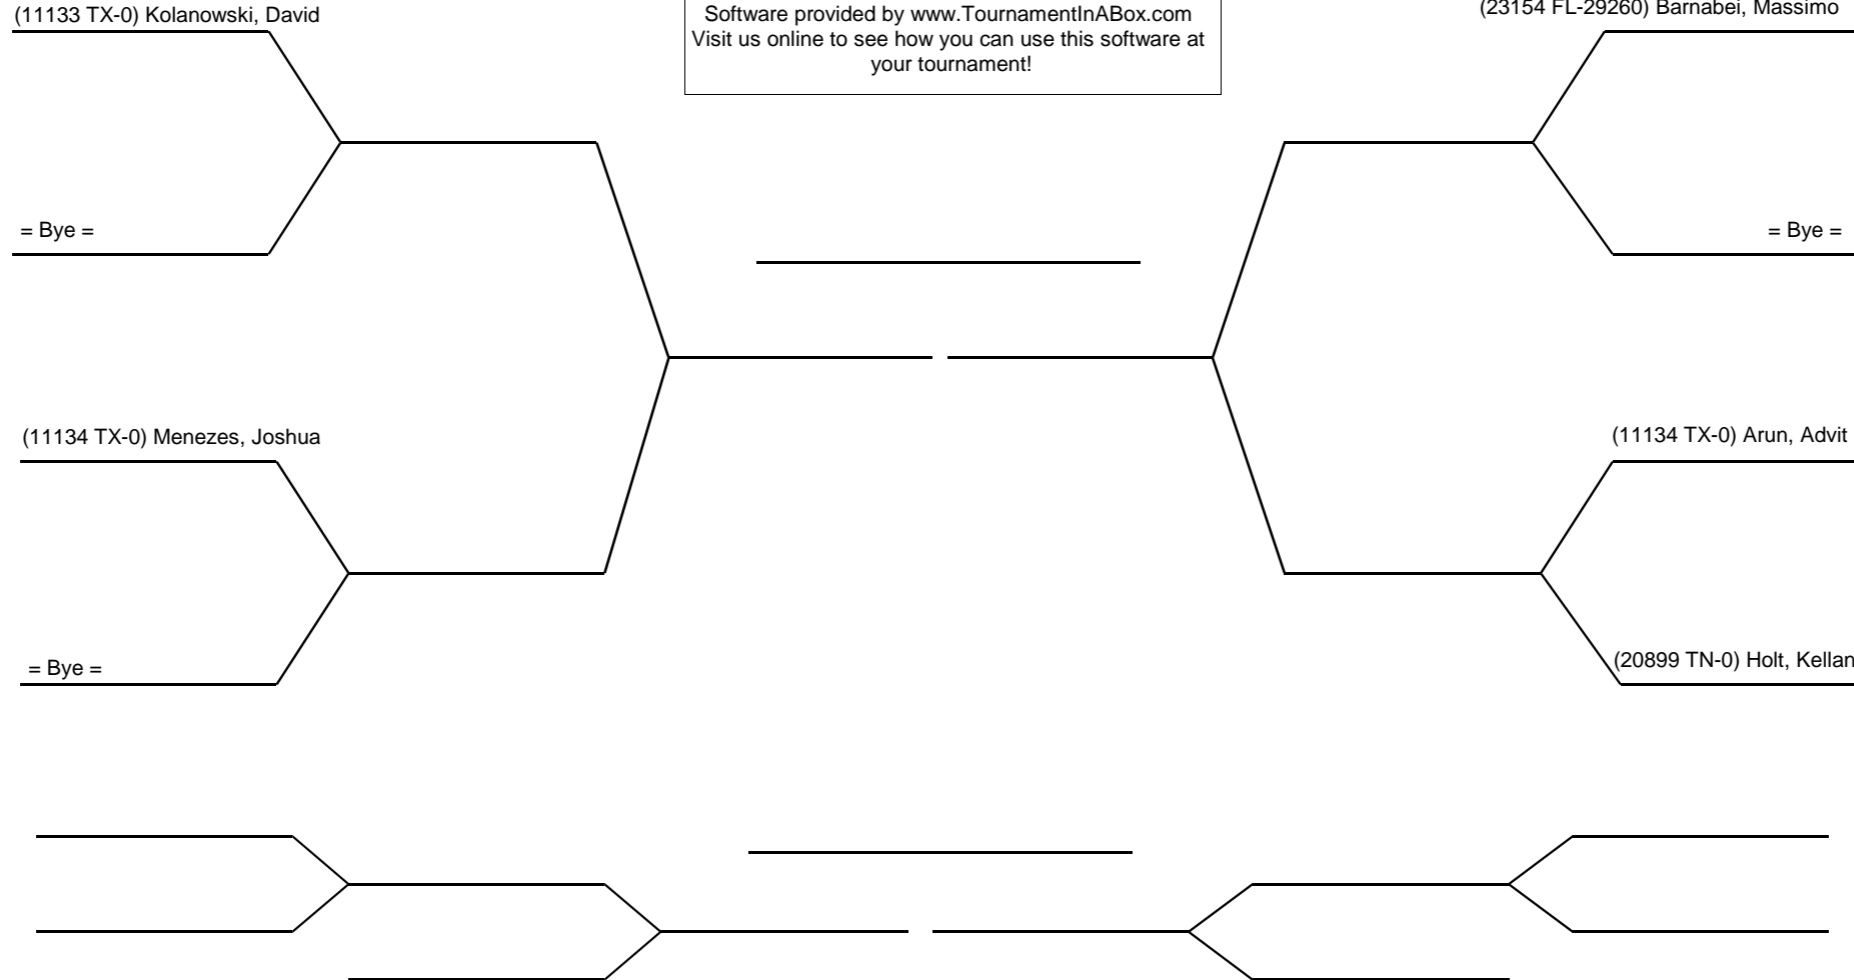 (11133 TX-0) Kolanowski, David
Software provided by www.TournamentInABox.com
Visit us online to see how you can use this software at
your tournament!
(23154 FL-29260) Barnabei, Massimo
= Bye =
= Bye =
(11134 TX-0) Menezes, Joshua
(11134 TX-0) Arun, Advit
= Bye =
(20899 TN-0) Holt, Kellan